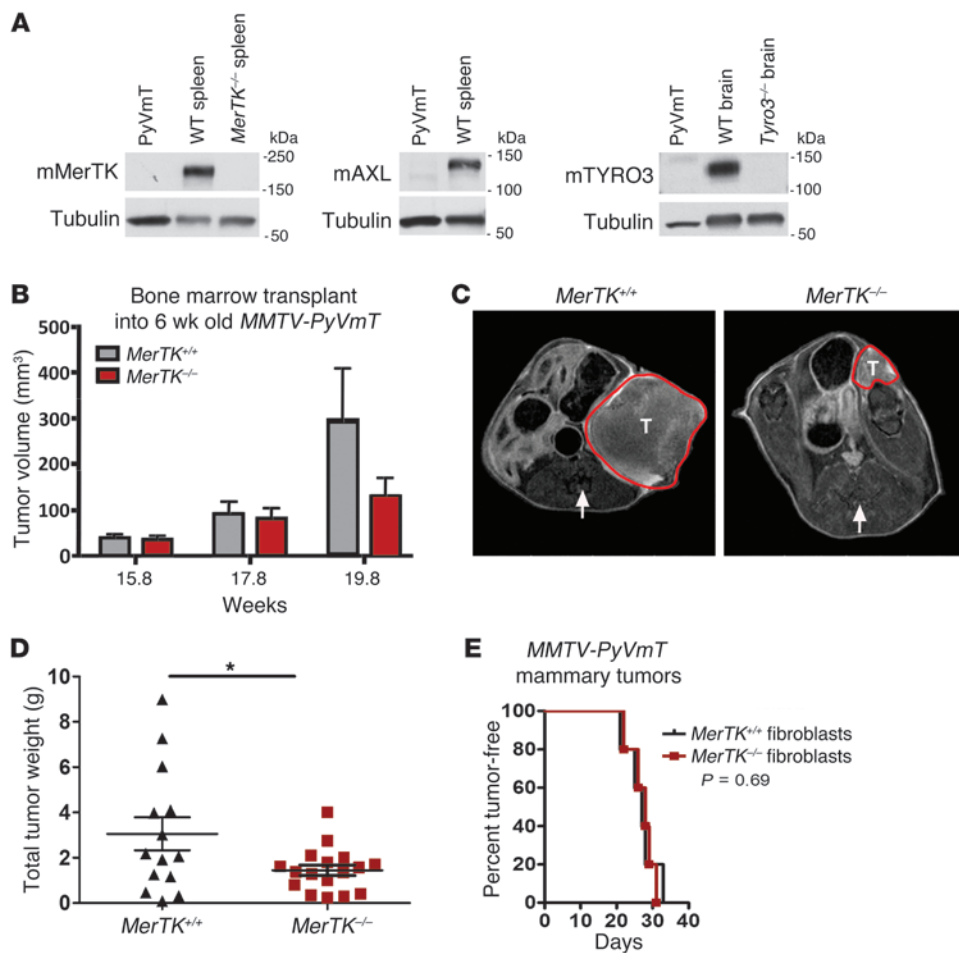 A
PyVmT
WT spleen
MerTK–/– spleen
kDa
mMerTK
-250
-150
Tubulin
- 50
PyVmT
WT spleen
kDa
mAXL
- 150
- 100
Tubulin
- 50
PyVmT
WT brain
Tyro3–/– brain
kDa
mTYRO3
- 150
- 100
Tubulin
- 50
B
Bone marrow transplant
into 6 wk old MMTV-PyVmT
MerTK+/+
MerTK–/–
Tumor volume (mm³)
500
400
300
200
100
0
15.8 17.8 19.8
Weeks
C
MerTK+/+
MerTK–/–
T
T
D
*
Total tumor weight (g)
10
8
6
4
2
0
MerTK+/+ MerTK–/–
E
MMTV-PyVmT
mammary tumors
Percent tumor-free
100
80
60
40
20
0
MerTK+/+ fibroblasts
MerTK–/– fibroblasts
P = 0.69
0 10 20 30 40
Days